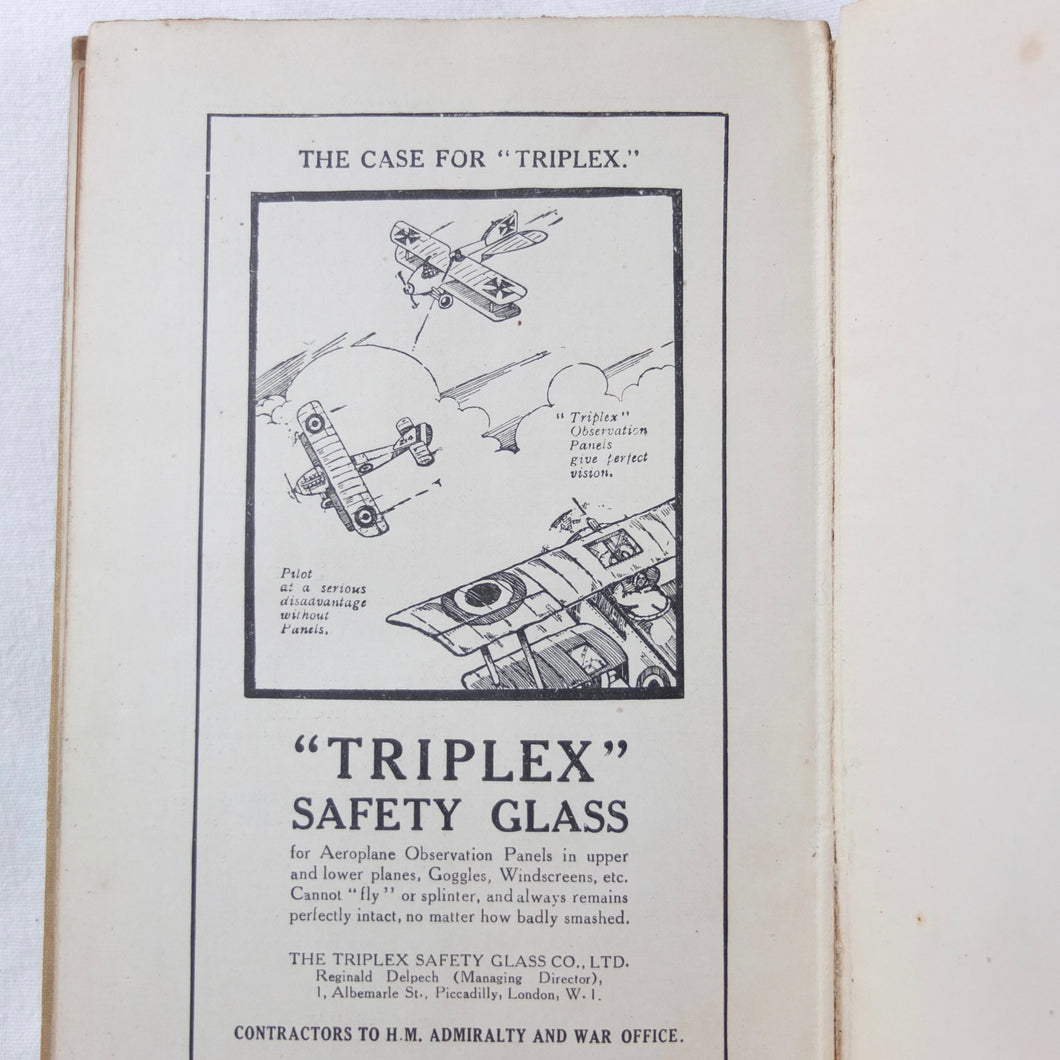 THE CASE FOR "TRIPLEX."
"Triplex"
Observation
Panels
give perfect
vision.
Pilot
at a serious
disadvantage
without
Panels.
"TRIPLEX"
SAFETY GLASS
for Aeroplane Observation Panels in upper
and lower planes, Goggles, Windscreens, etc.
Cannot "fly" or splinter, and always remains
perfectly intact, no matter how badly smashed.
THE TRIPLEX SAFETY GLASS CO., LTD.
Reginald Delpech (Managing Director),
1, Albemarle St., Piccadilly, London, W.1.
CONTRACTORS TO H.M. ADMIRALTY AND WAR OFFICE.